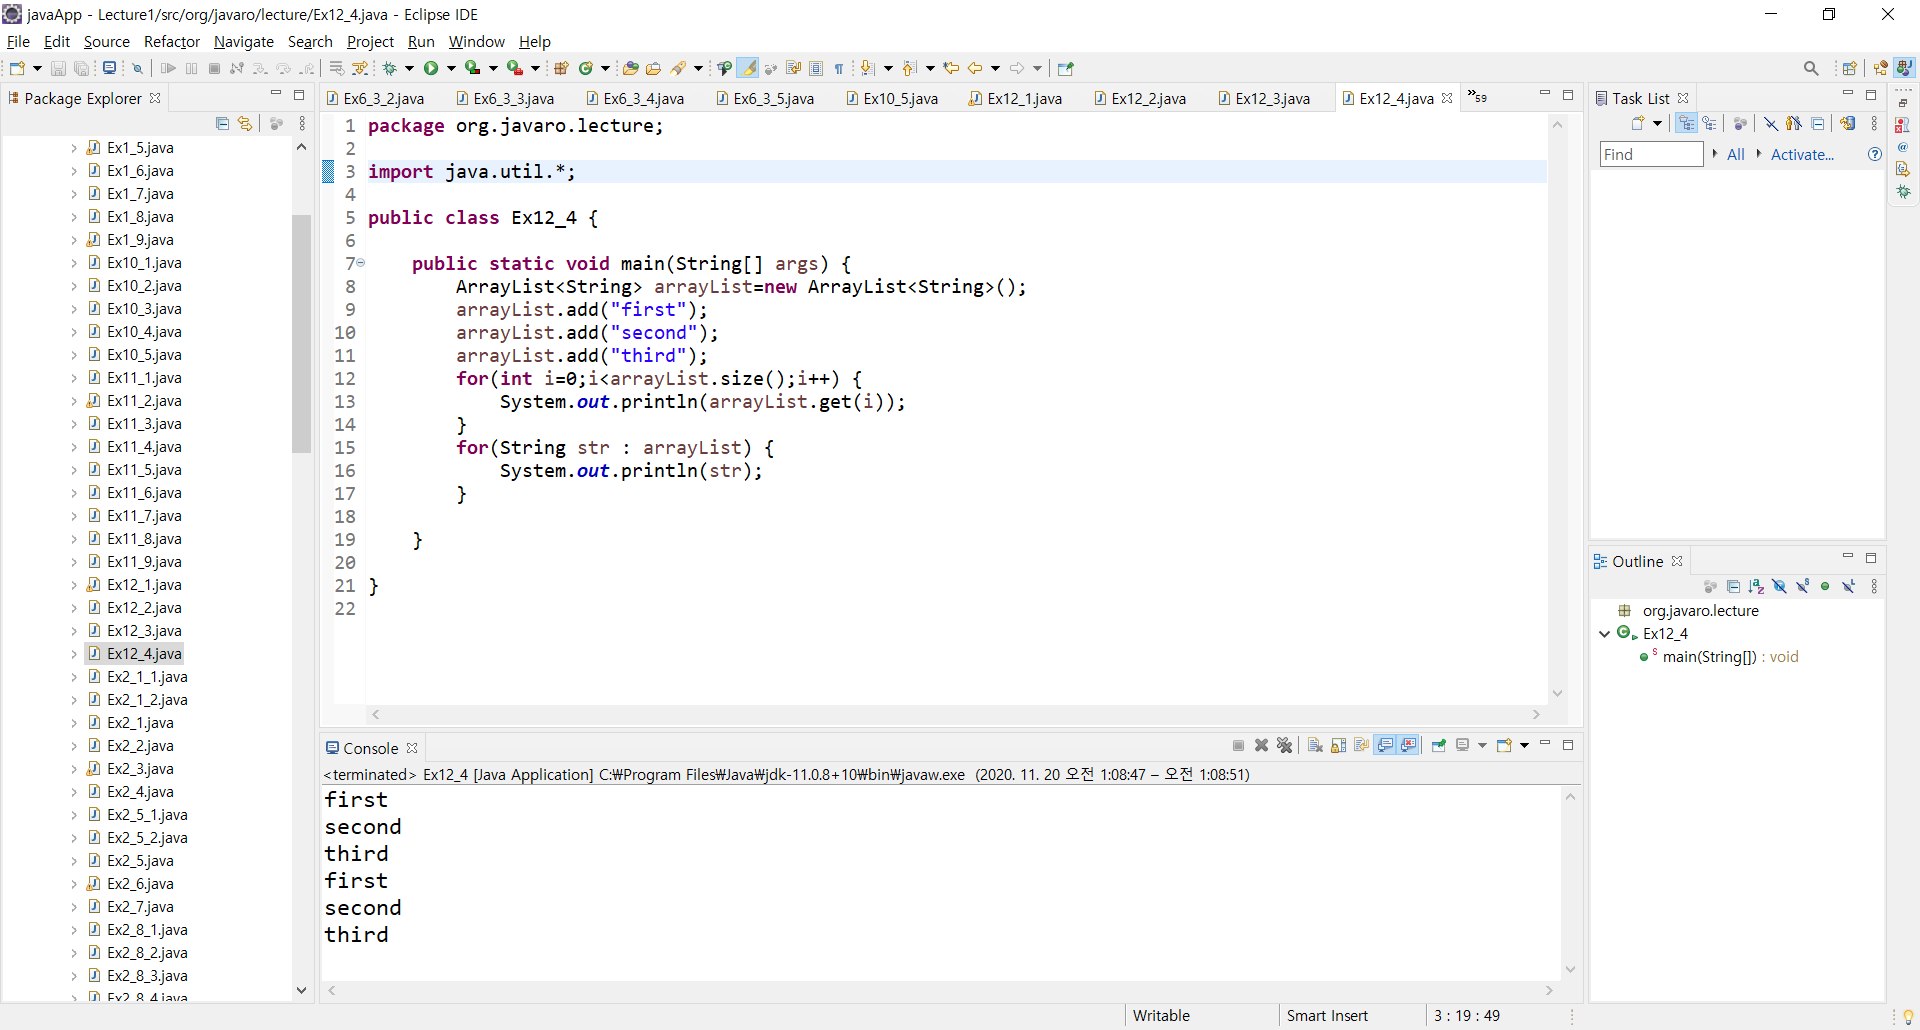 javaApp - Lecture1/src/org/javaro/lecture/Ex12_4.java - Eclipse IDE
File Edit Source Refactor Navigate Search Project Run Window Help
Package Explorer
Ex1_5.java
Ex1_6.java
Ex1_7.java
Ex1_8.java
Ex1_9.java
Ex10_1.java
Ex10_2.java
Ex10_3.java
Ex10_4.java
Ex10_5.java
Ex11_1.java
Ex11_2.java
Ex11_3.java
Ex11_4.java
Ex11_5.java
Ex11_6.java
Ex11_7.java
Ex11_8.java
Ex11_9.java
Ex12_1.java
Ex12_2.java
Ex12_3.java
Ex12_4.java
Ex2_1_1.java
Ex2_1_2.java
Ex2_1.java
Ex2_2.java
Ex2_3.java
Ex2_4.java
Ex2_5_1.java
Ex2_5_2.java
Ex2_5.java
Ex2_6.java
Ex2_7.java
Ex2_8_1.java
Ex2_8_2.java
Ex2_8_3.java
Ex2_8_4.java
Ex6_3_2.java Ex6_3_3.java Ex6_3_4.java Ex6_3_5.java Ex10_5.java Ex12_1.java Ex12_2.java Ex12_3.java Ex12_4.java »59
1 package org.javaro.lecture;
2
3 import java.util.*;
4
5 public class Ex12_4 {
6
7 public static void main(String[] args) {
8 ArrayList<String> arrayList=new ArrayList<String>();
9 arrayList.add("first");
10 arrayList.add("second");
11 arrayList.add("third");
12 for(int i=0;i<arrayList.size();i++) {
13 System.out.println(arrayList.get(i));
14 }
15 for(String str : arrayList) {
16 System.out.println(str);
17 }
18
19 }
20
21 }
22
Console
<terminated> Ex12_4 [Java Application] C:₩Program Files₩Java₩jdk-11.0.8+10₩bin₩javaw.exe (2020. 11. 20 오전 1:08:47 – 오전 1:08:51)
first
second
third
first
second
third
Task List
Find All Activate...
Outline
org.javaro.lecture
Ex12_4
main(String[]) : void
Writable Smart Insert 3 : 19 : 49